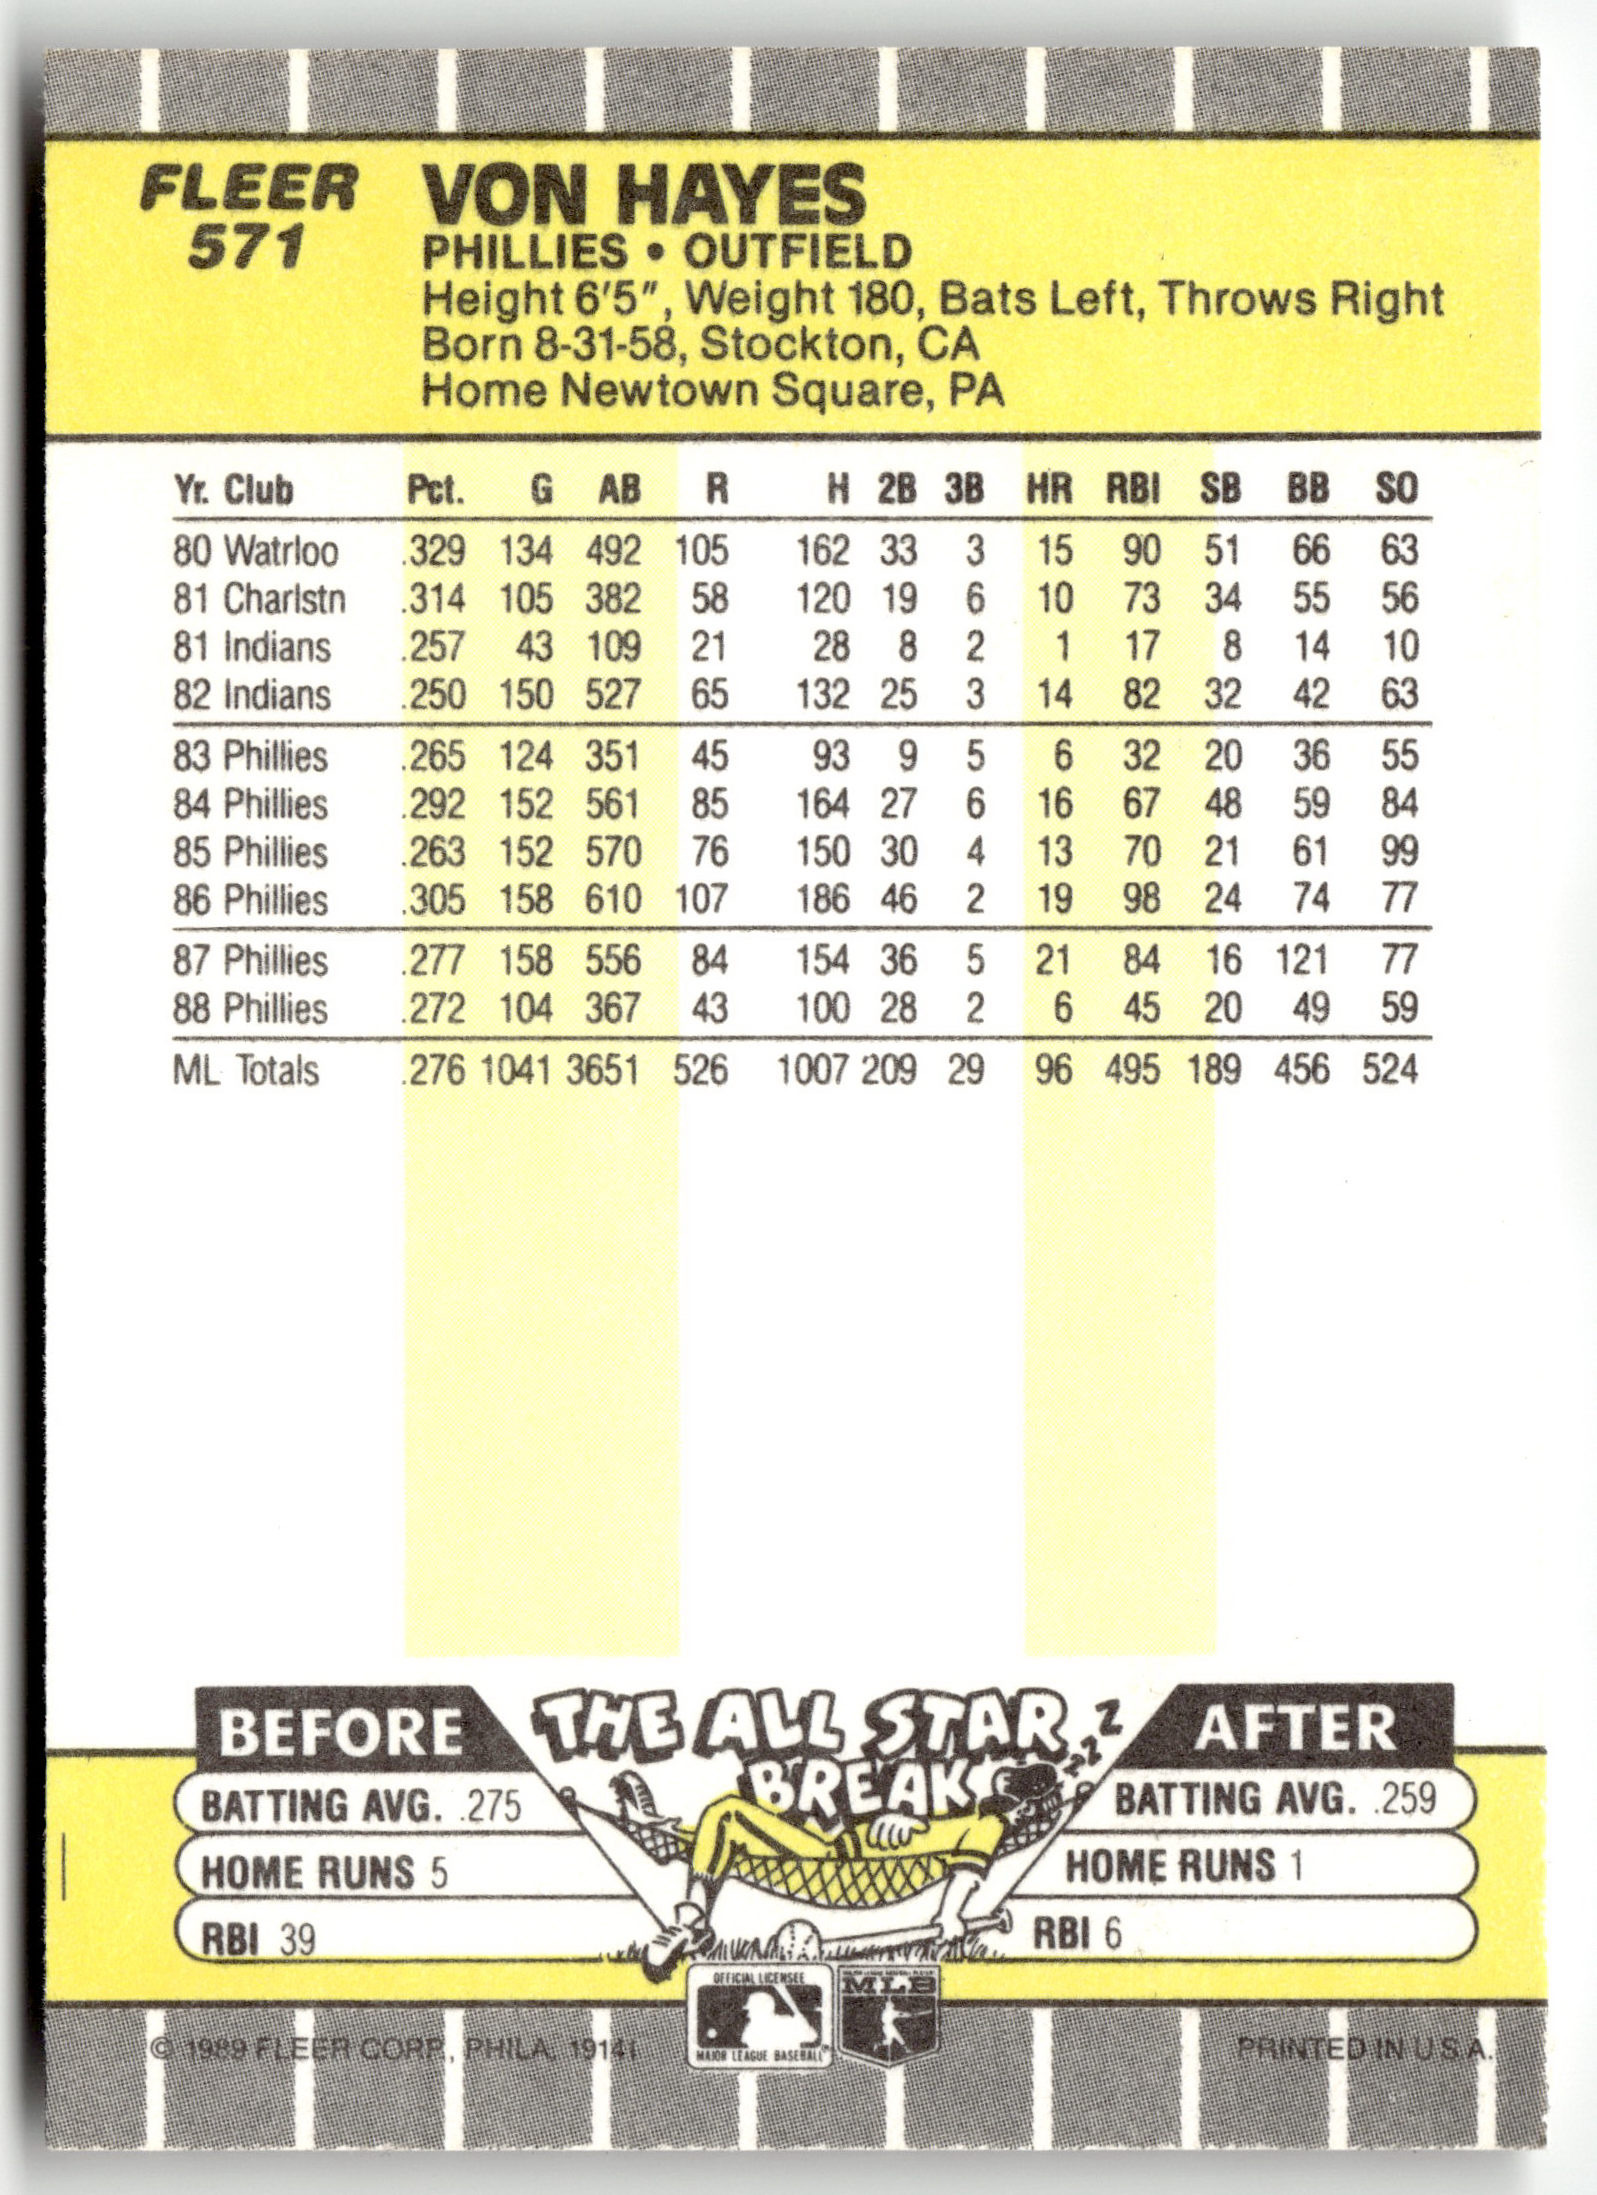 FLEER
571
VON HAYES
PHILLIES • OUTFIELD
Height 6'5", Weight 180, Bats Left, Throws Right
Born 8-31-58, Stockton, CA
Home Newtown Square, PA
Yr. Club Pct. G AB R H 2B 3B HR RBI SB BB SO
80 Watrloo .329 134 492 105 162 33 3 15 90 51 66 63
81 Charlstn .314 105 382 58 120 19 6 10 73 34 55 56
81 Indians .257 43 109 21 28 8 2 1 17 8 14 10
82 Indians .250 150 527 65 132 25 3 14 82 32 42 63
83 Phillies .265 124 351 45 93 9 5 6 32 20 36 55
84 Phillies .292 152 561 85 164 27 6 16 67 48 59 84
85 Phillies .263 152 570 76 150 30 4 13 70 21 61 99
86 Phillies .305 158 610 107 186 46 2 19 98 24 74 77
87 Phillies .277 158 556 84 154 36 5 21 84 16 121 77
88 Phillies .272 104 367 43 100 28 2 6 45 20 49 59
ML Totals .276 1041 3651 526 1007 209 29 96 495 189 456 524
BEFORE
THE ALL STAR
BREAK
zzzZ
AFTER
BATTING AVG. .275
HOME RUNS 5
RBI 39
BATTING AVG. .259
HOME RUNS 1
RBI 6
OFFICIAL LICENSEE
MAJOR LEAGUE BASEBALL
MLB
© 1989 FLEER CORP., PHILA. 19141
PRINTED IN U.S.A.